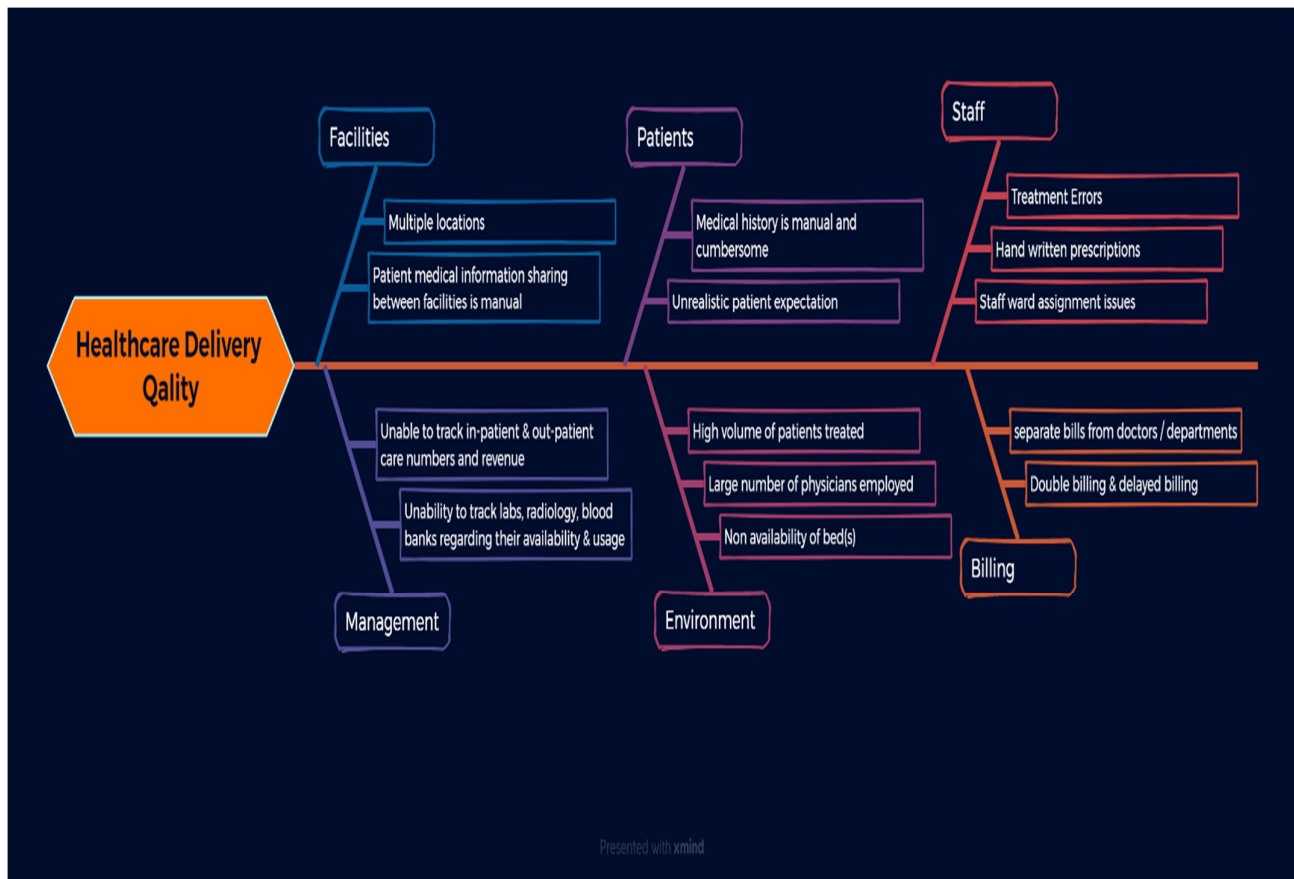 Healthcare Delivery
Qality
Facilities
Multiple locations
Patient medical information sharing
between facilities is manual
Patients
Medical history is manual and
cumbersome
Unrealistic patient expectation
Staff
Treatment Errors
Hand written prescriptions
Staff ward assignment issues
Unable to track in-patient & out-patient
care numbers and revenue
Unability to track labs, radiology, blood
banks regarding their availability & usage
Management
High volume of patients treated
Large number of physicians employed
Non availability of bed(s)
Environment
separate bills from doctors / departments
Double billing & delayed billing
Billing
Presented with xmind